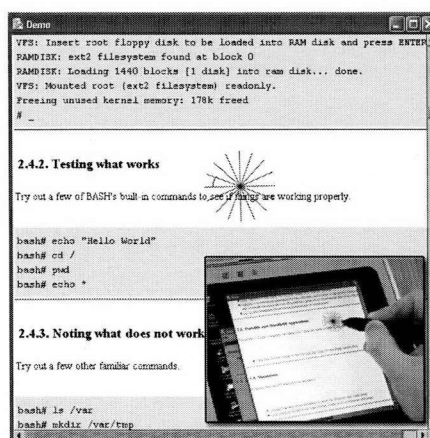 Demo
VFS: Insert root floppy disk to be loaded into RAM disk and press ENTER
RAMDISK: ext2 filesystem found at block 0
RAMDISK: Loading 1440 blocks [1 disk] into ram disk... done.
VFS: Mounted root (ext2 filesystem) readonly.
Freeing unused kernel memory: 178k freed
# _
2.4.2. Testing what works
Try out a few of BASH's built-in commands to see if things are working properly.
bash# echo "Hello World"
bash# cd /
bash# pwd
bash# echo *
2.4.3. Noting what does not work
Try out a few other familiar commands.
bash# ls /var
bash# mkdir /var/tmp